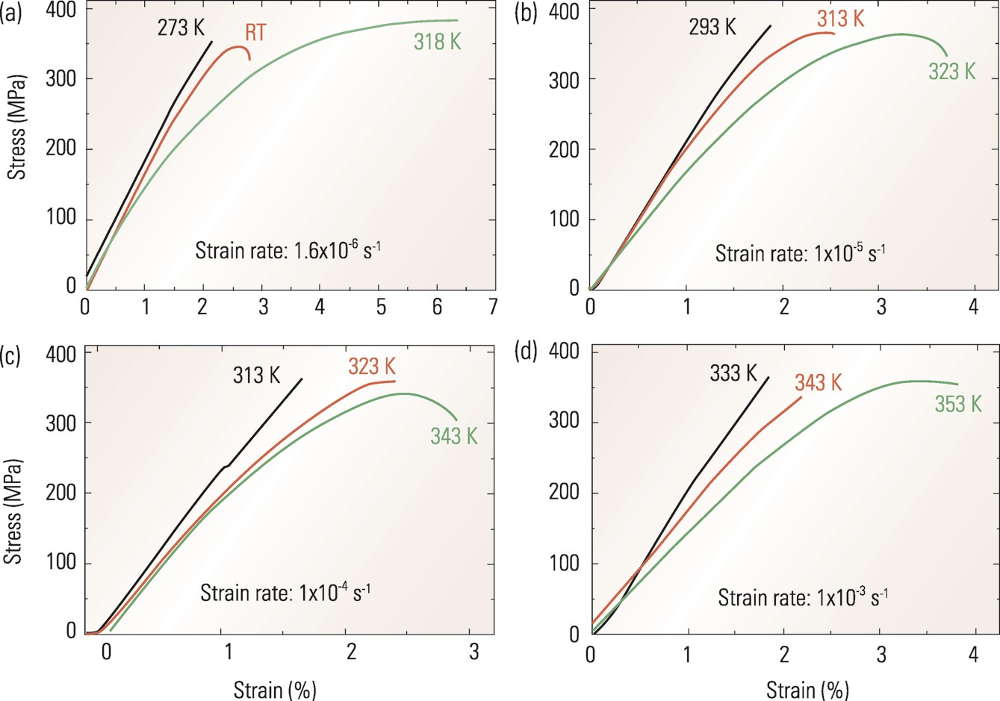 (a)
400
300
200
100
0
Stress (MPa)
273 K
RT
318 K
Strain rate: 1.6x10⁻⁶ s⁻¹
0 1 2 3 4 5 6 7
(b)
400
300
200
100
0
293 K
313 K
323 K
Strain rate: 1x10⁻⁵ s⁻¹
0 1 2 3 4
(c)
400
300
200
100
0
Stress (MPa)
313 K
323 K
343 K
Strain rate: 1x10⁻⁴ s⁻¹
0 1 2 3
Strain (%)
(d)
400
300
200
100
0
333 K
343 K
353 K
Strain rate: 1x10⁻³ s⁻¹
0 1 2 3 4
Strain (%)